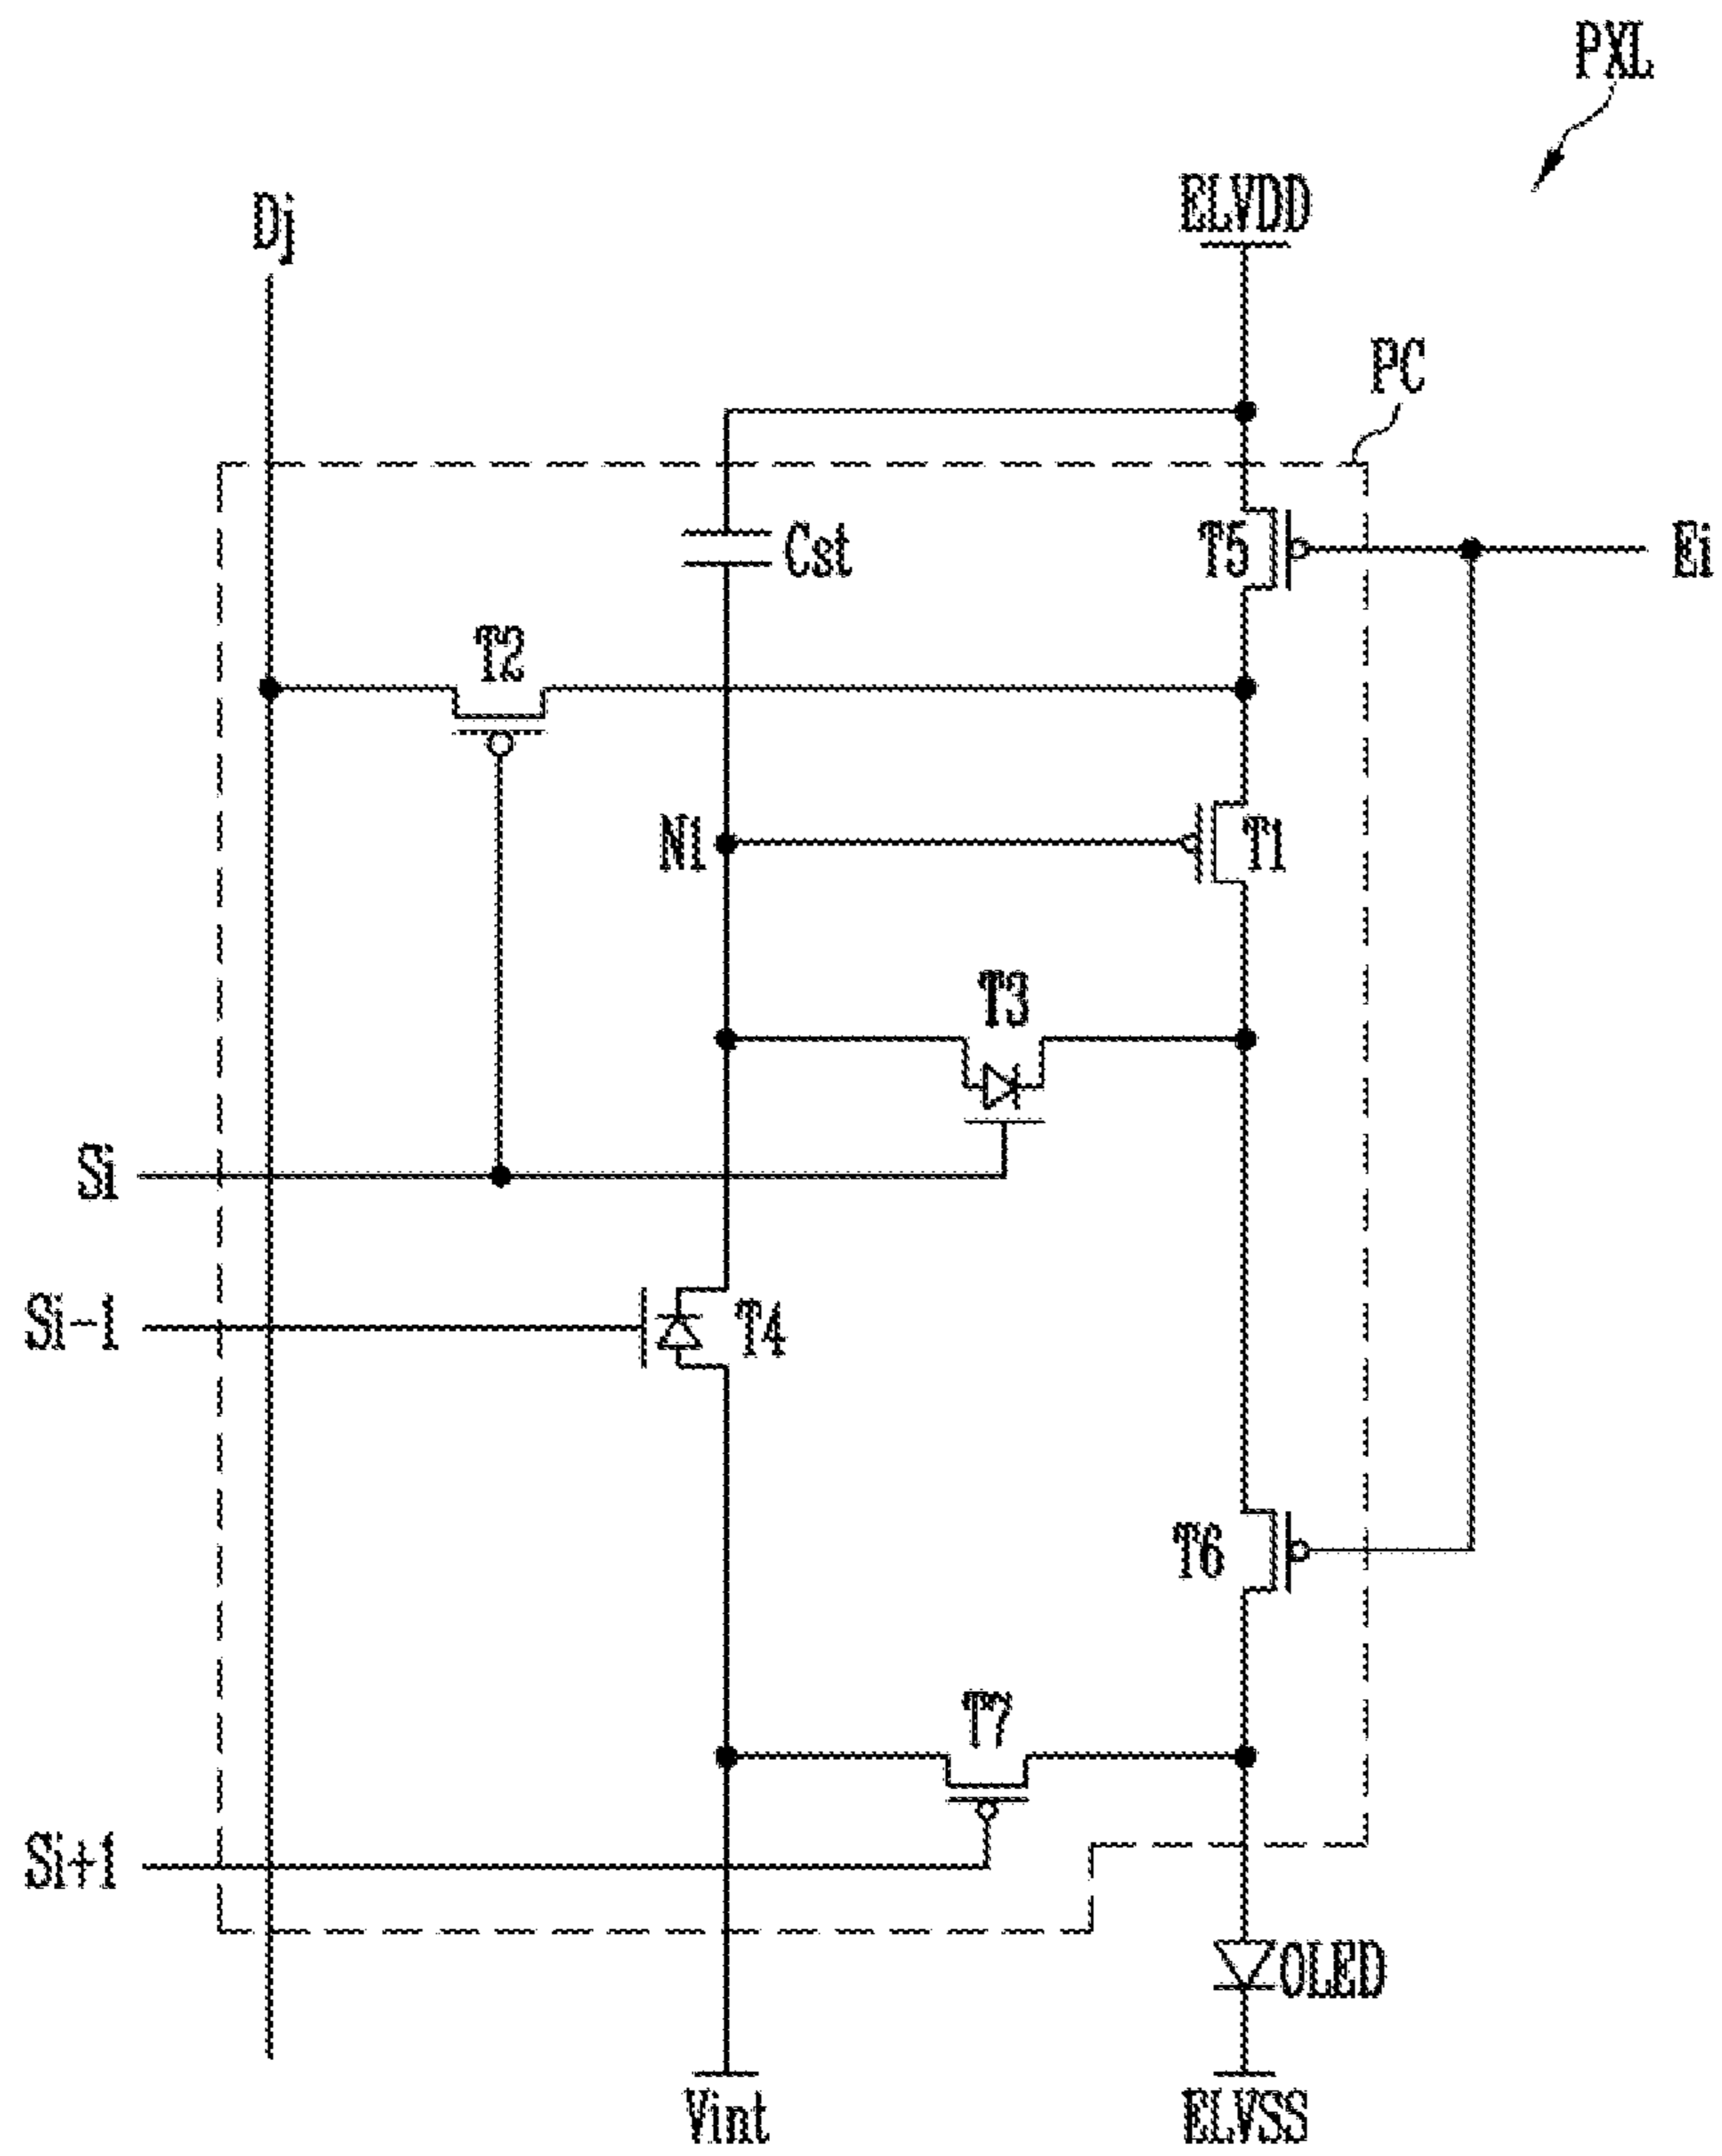 PXL
ELVDD
Dj
PC
Cst
T5
Ei
T2
N1
T1
T3
Si
Si-1
T4
T6
T7
Si+1
OLED
Vint
ELVSS